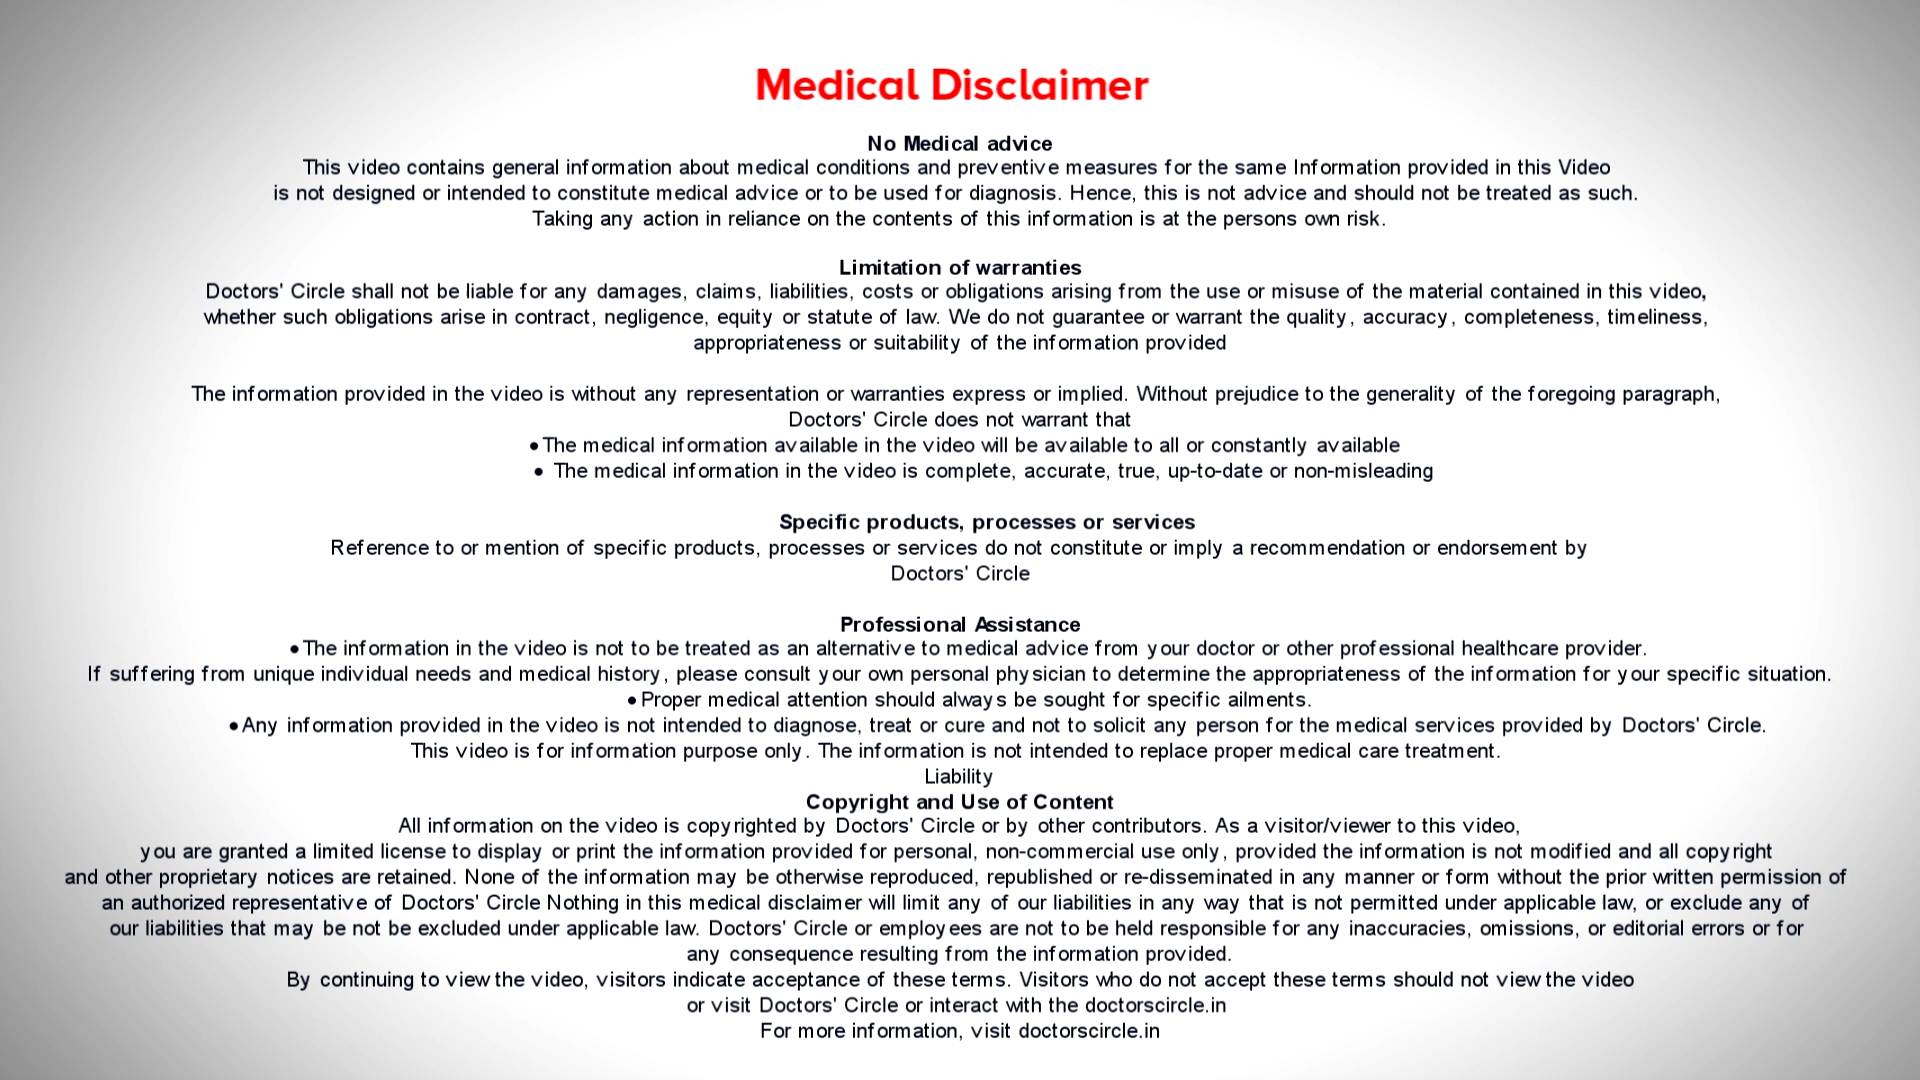 Medical Disclaimer
No Medical advice
This video contains general information about medical conditions and preventive measures for the same Information provided in this Video
is not designed or intended to constitute medical advice or to be used for diagnosis. Hence, this is not advice and should not be treated as such.
Taking any action in reliance on the contents of this information is at the persons own risk.
Limitation of warranties
Doctors' Circle shall not be liable for any damages, claims, liabilities, costs or obligations arising from the use or misuse of the material contained in this video,
whether such obligations arise in contract, negligence, equity or statute of law. We do not guarantee or warrant the quality, accuracy, completeness, timeliness,
appropriateness or suitability of the information provided
The information provided in the video is without any representation or warranties express or implied. Without prejudice to the generality of the foregoing paragraph,
Doctors' Circle does not warrant that
•The medical information available in the video will be available to all or constantly available
• The medical information in the video is complete, accurate, true, up-to-date or non-misleading
Specific products, processes or services
Reference to or mention of specific products, processes or services do not constitute or imply a recommendation or endorsement by
Doctors' Circle
Professional Assistance
•The information in the video is not to be treated as an alternative to medical advice from your doctor or other professional healthcare provider.
If suffering from unique individual needs and medical history, please consult your own personal physician to determine the appropriateness of the information for your specific situation.
•Proper medical attention should always be sought for specific ailments.
•Any information provided in the video is not intended to diagnose, treat or cure and not to solicit any person for the medical services provided by Doctors' Circle.
This video is for information purpose only. The information is not intended to replace proper medical care treatment.
Liability
Copyright and Use of Content
All information on the video is copyrighted by Doctors' Circle or by other contributors. As a visitor/viewer to this video,
you are granted a limited license to display or print the information provided for personal, non-commercial use only, provided the information is not modified and all copyright
and other proprietary notices are retained. None of the information may be otherwise reproduced, republished or re-disseminated in any manner or form without the prior written permission of
an authorized representative of Doctors' Circle Nothing in this medical disclaimer will limit any of our liabilities in any way that is not permitted under applicable law, or exclude any of
our liabilities that may be not be excluded under applicable law. Doctors' Circle or employees are not to be held responsible for any inaccuracies, omissions, or editorial errors or for
any consequence resulting from the information provided.
By continuing to view the video, visitors indicate acceptance of these terms. Visitors who do not accept these terms should not view the video
or visit Doctors' Circle or interact with the doctorscircle.in
For more information, visit doctorscircle.in